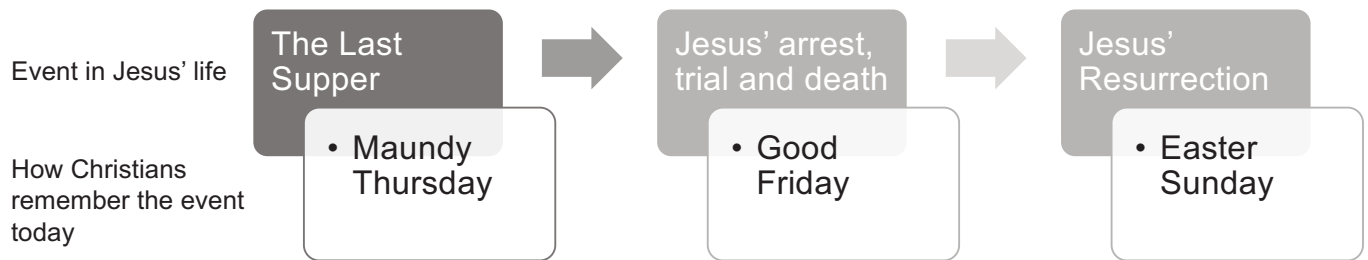 Event in Jesus’ life
The Last
Supper
Jesus’ arrest,
trial and death
Jesus’
Resurrection
How Christians
remember the event
today
• Maundy
Thursday
• Good
Friday
• Easter
Sunday